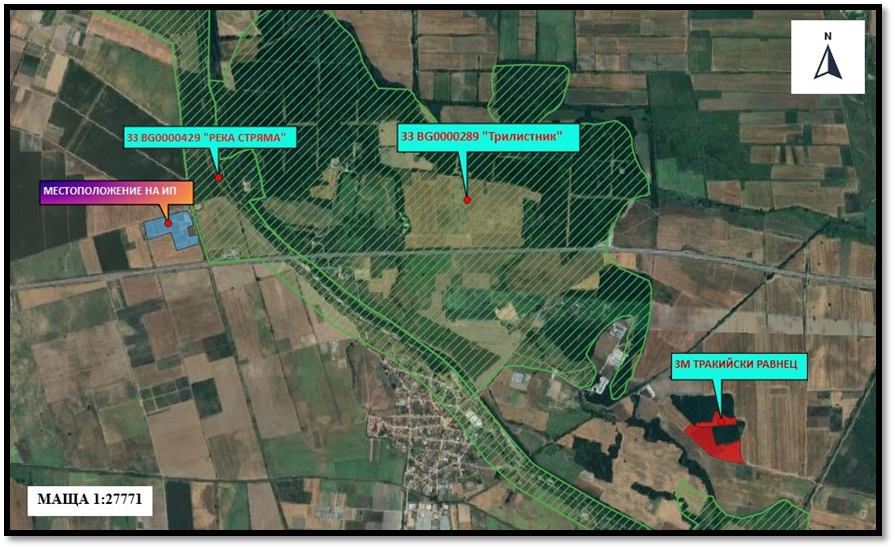 N
33 BG0000429 "РЕКА СТРЯМА"
33 BG0000289 "Трилистник"
МЕСТОПОЛОЖЕНИЕ НА ИП
ЗМ ТРАКИЙСКИ РАВНЕЦ
МАЩА 1:27771